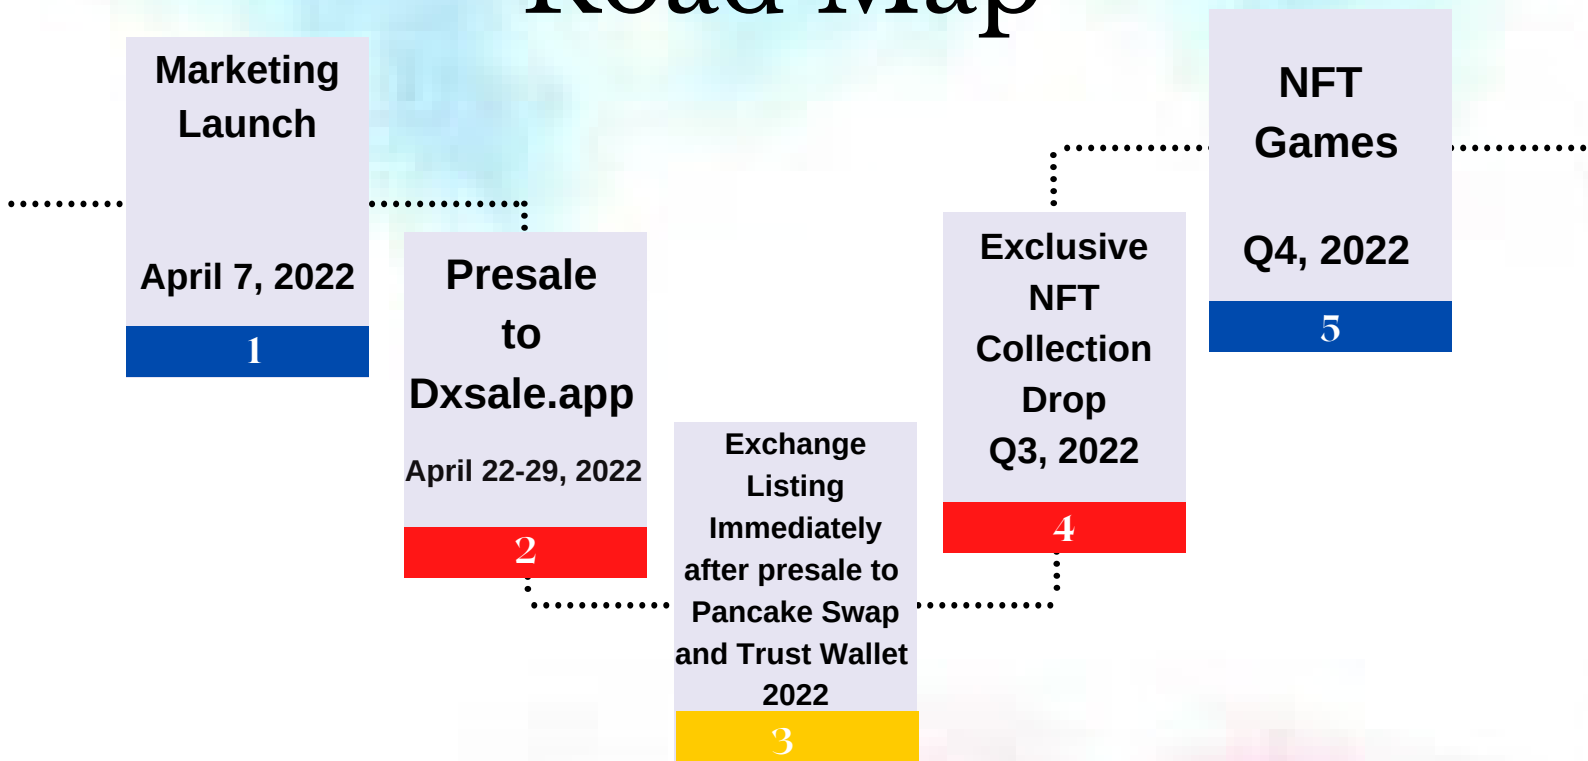 Road Map
Marketing
Launch
April 7, 2022
1
Presale
to
Dxsale.app
April 22-29, 2022
2
Exchange
Listing
Immediately
after presale to
Pancake Swap
and Trust Wallet
2022
3
Exclusive
NFT
Collection
Drop
Q3, 2022
4
NFT
Games
Q4, 2022
5